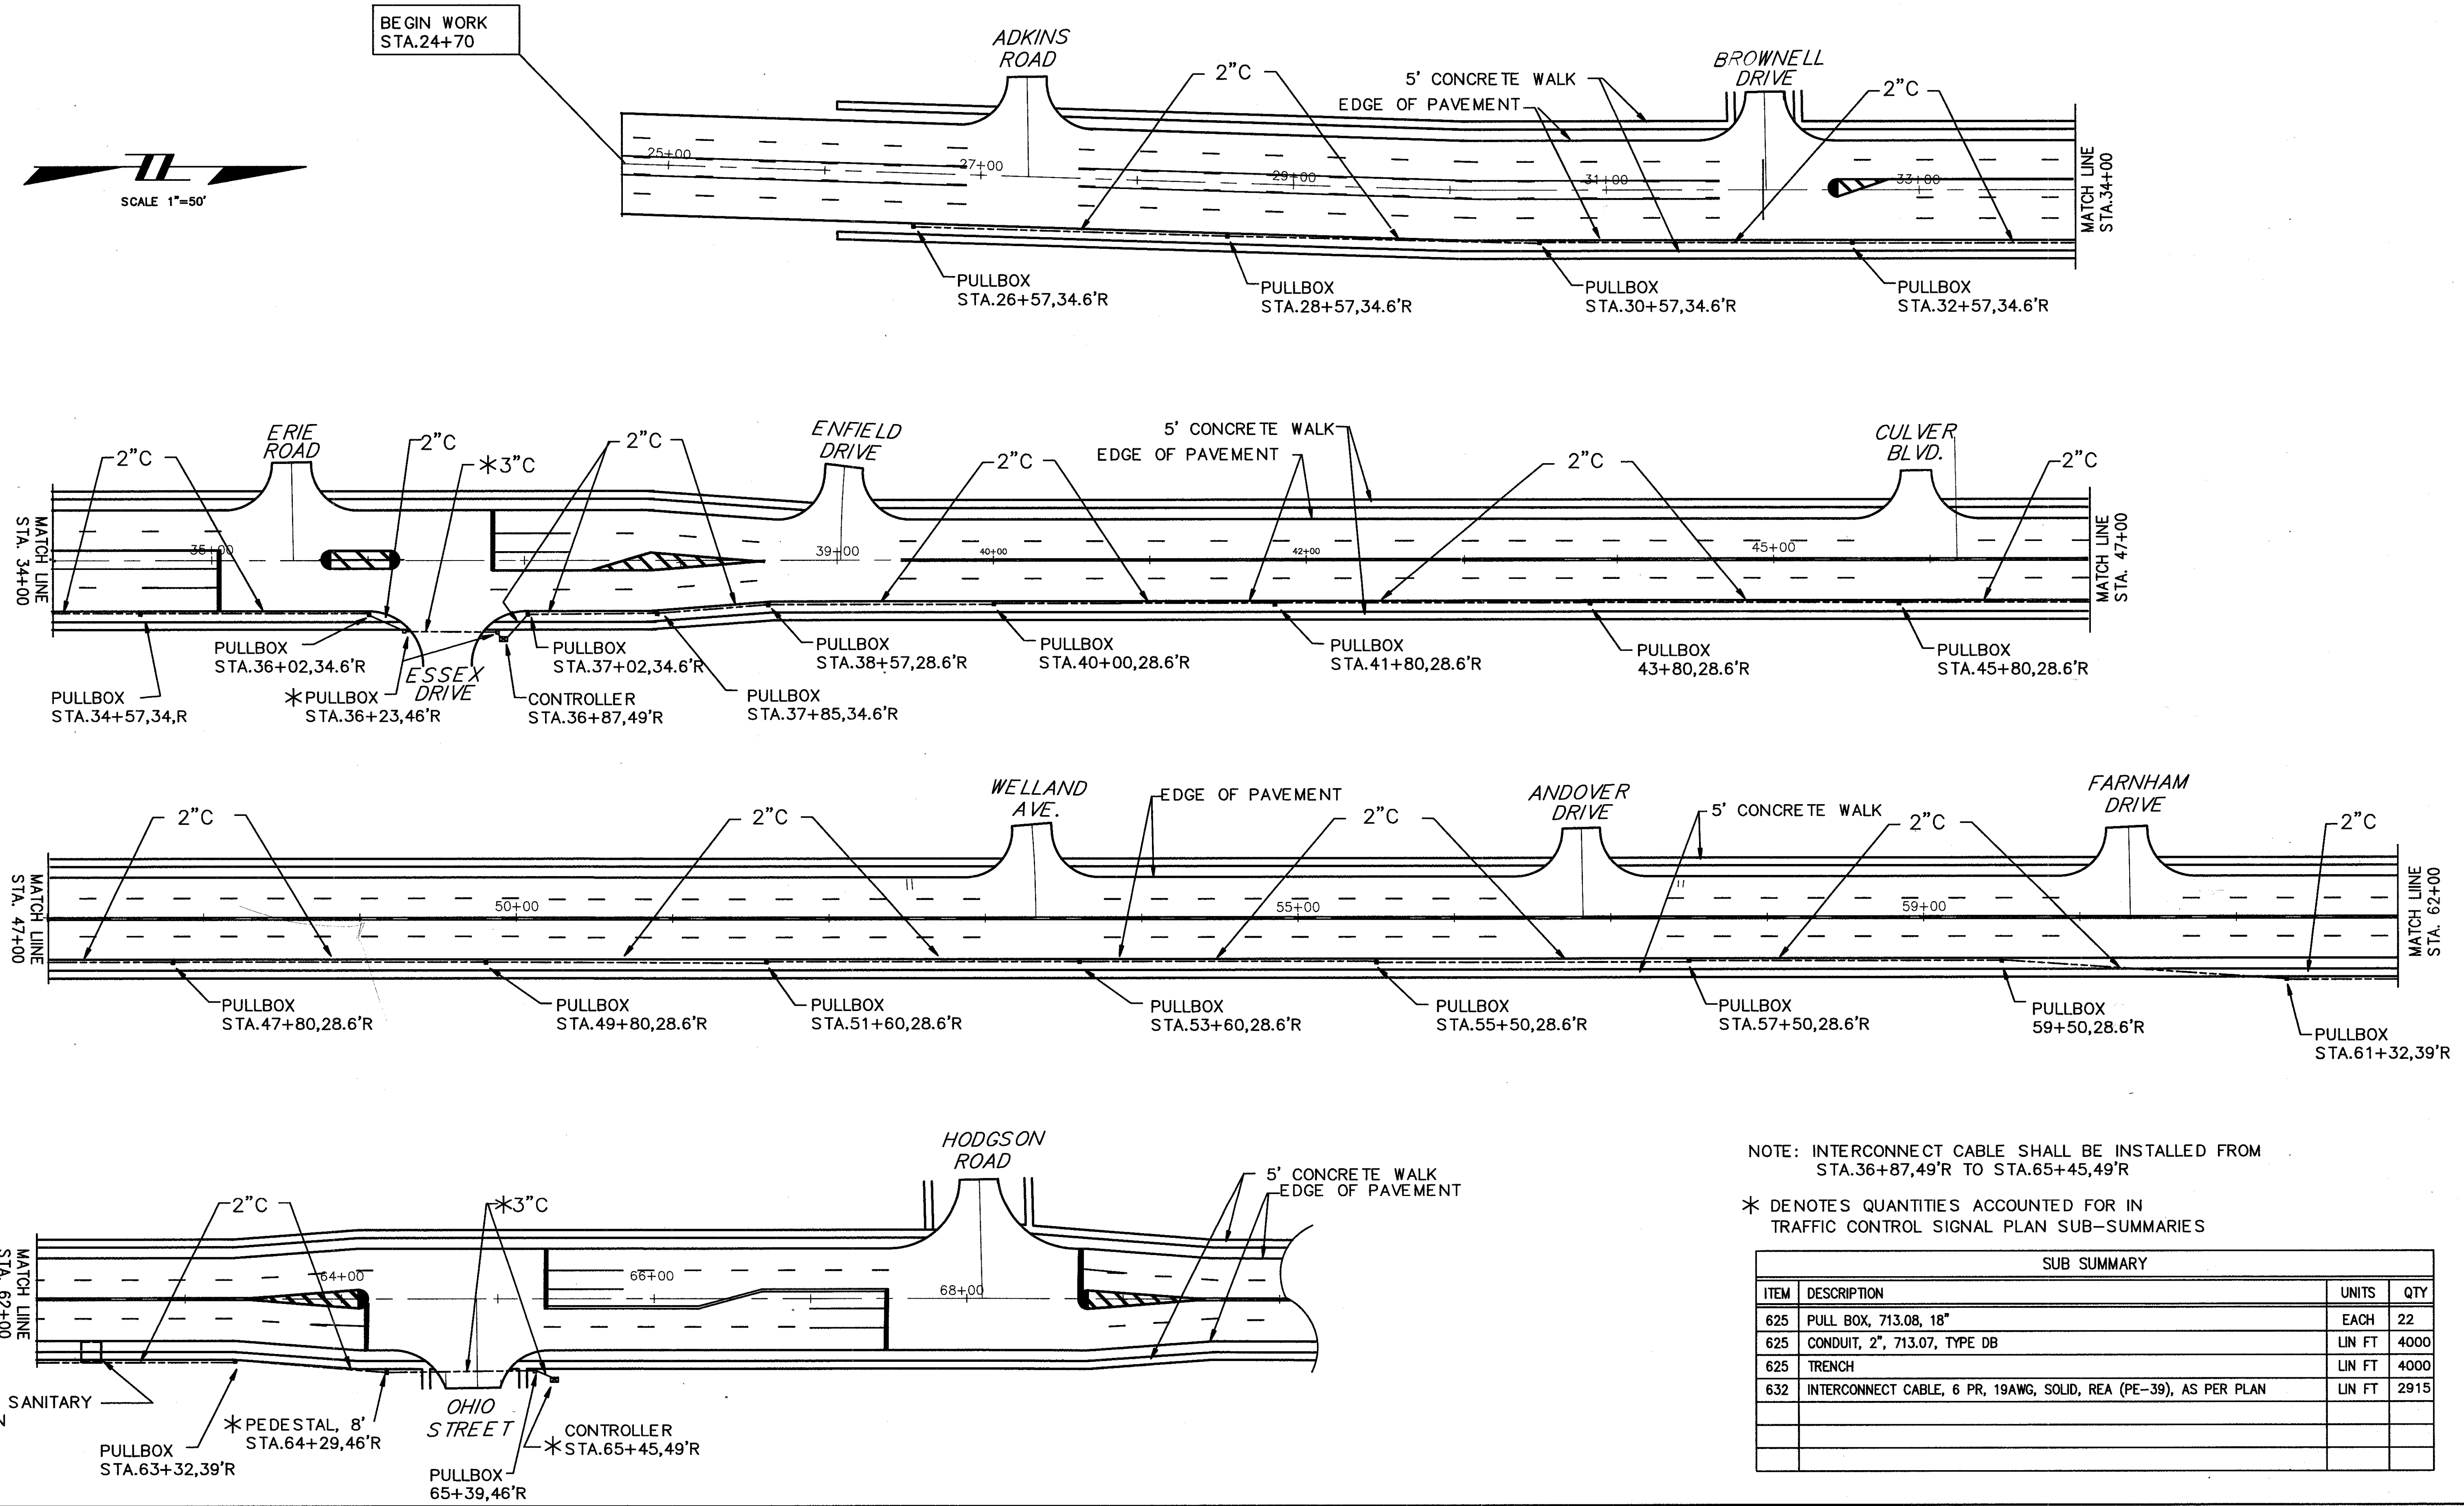 BEGIN WORK
STA.24+70
SCALE 1"=50'
ADKINS
ROAD
2"C
5' CONCRETE WALK
EDGE OF PAVEMENT
BROWNELL
DRIVE
2"C
25+00
27+00
29+00
31+00
33+00
MATCH LINE
STA.34+00
PULLBOX
STA.26+57,34.6'R
PULLBOX
STA.28+57,34.6'R
PULLBOX
STA.30+57,34.6'R
PULLBOX
STA.32+57,34.6'R
MATCH LINE
STA. 34+00
2"C
ERIE
ROAD
2"C
*3"C
2"C
ENFIELD
DRIVE
2"C
5' CONCRETE WALK
EDGE OF PAVEMENT
2"C
CULVER
BLVD.
2"C
35+00
39+00
40+00
42+00
45+00
MATCH LINE
STA. 47+00
PULLBOX
STA.34+57,34,R
PULLBOX
STA.36+02,34.6'R
*PULLBOX
STA.36+23,46'R
ESSEX
DRIVE
PULLBOX
STA.37+02,34.6'R
CONTROLLER
STA.36+87,49'R
PULLBOX
STA.37+85,34.6'R
PULLBOX
STA.38+57,28.6'R
PULLBOX
STA.40+00,28.6'R
PULLBOX
STA.41+80,28.6'R
PULLBOX
43+80,28.6'R
PULLBOX
STA.45+80,28.6'R
MATCH LIINE
STA. 47+00
2"C
2"C
WELLAND
AVE.
EDGE OF PAVEMENT
2"C
ANDOVER
DRIVE
5' CONCRETE WALK
2"C
FARNHAM
DRIVE
2"C
50+00
55+00
59+00
MATCH LIINE
STA. 62+00
PULLBOX
STA.47+80,28.6'R
PULLBOX
STA.49+80,28.6'R
PULLBOX
STA.51+60,28.6'R
PULLBOX
STA.53+60,28.6'R
PULLBOX
STA.55+50,28.6'R
PULLBOX
STA.57+50,28.6'R
PULLBOX
59+50,28.6'R
PULLBOX
STA.61+32,39'R
MATCH LIINE
STA. 62+00
2"C
*3"C
HODGSON
ROAD
5' CONCRETE WALK
EDGE OF PAVEMENT
64+00
66+00
68+00
SANITARY
N
PULLBOX
STA.63+32,39'R
*PEDESTAL, 8'
STA.64+29,46'R
OHIO
STREET
PULLBOX
65+39,46'R
* CONTROLLER
STA.65+45,49'R
NOTE: INTERCONNECT CABLE SHALL BE INSTALLED FROM
STA.36+87,49'R TO STA.65+45,49'R
* DENOTES QUANTITIES ACCOUNTED FOR IN
TRAFFIC CONTROL SIGNAL PLAN SUB-SUMMARIES
SUB SUMMARY
ITEM DESCRIPTION UNITS QTY
625 PULL BOX, 713.08, 18" EACH 22
625 CONDUIT, 2", 713.07, TYPE DB LIN FT 4000
625 TRENCH LIN FT 4000
632 INTERCONNECT CABLE, 6 PR, 19AWG, SOLID, REA (PE-39), AS PER PLAN LIN FT 2915